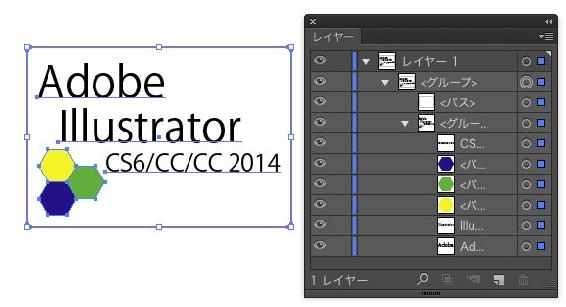 Adobe
Illustrator
CS6/CC/CC 2014
レイヤー
レイヤー 1
<グループ>
<パス>
<グルー...
CS...
<パ...
<パ...
<パ...
Illu...
Ad...
1 レイヤー